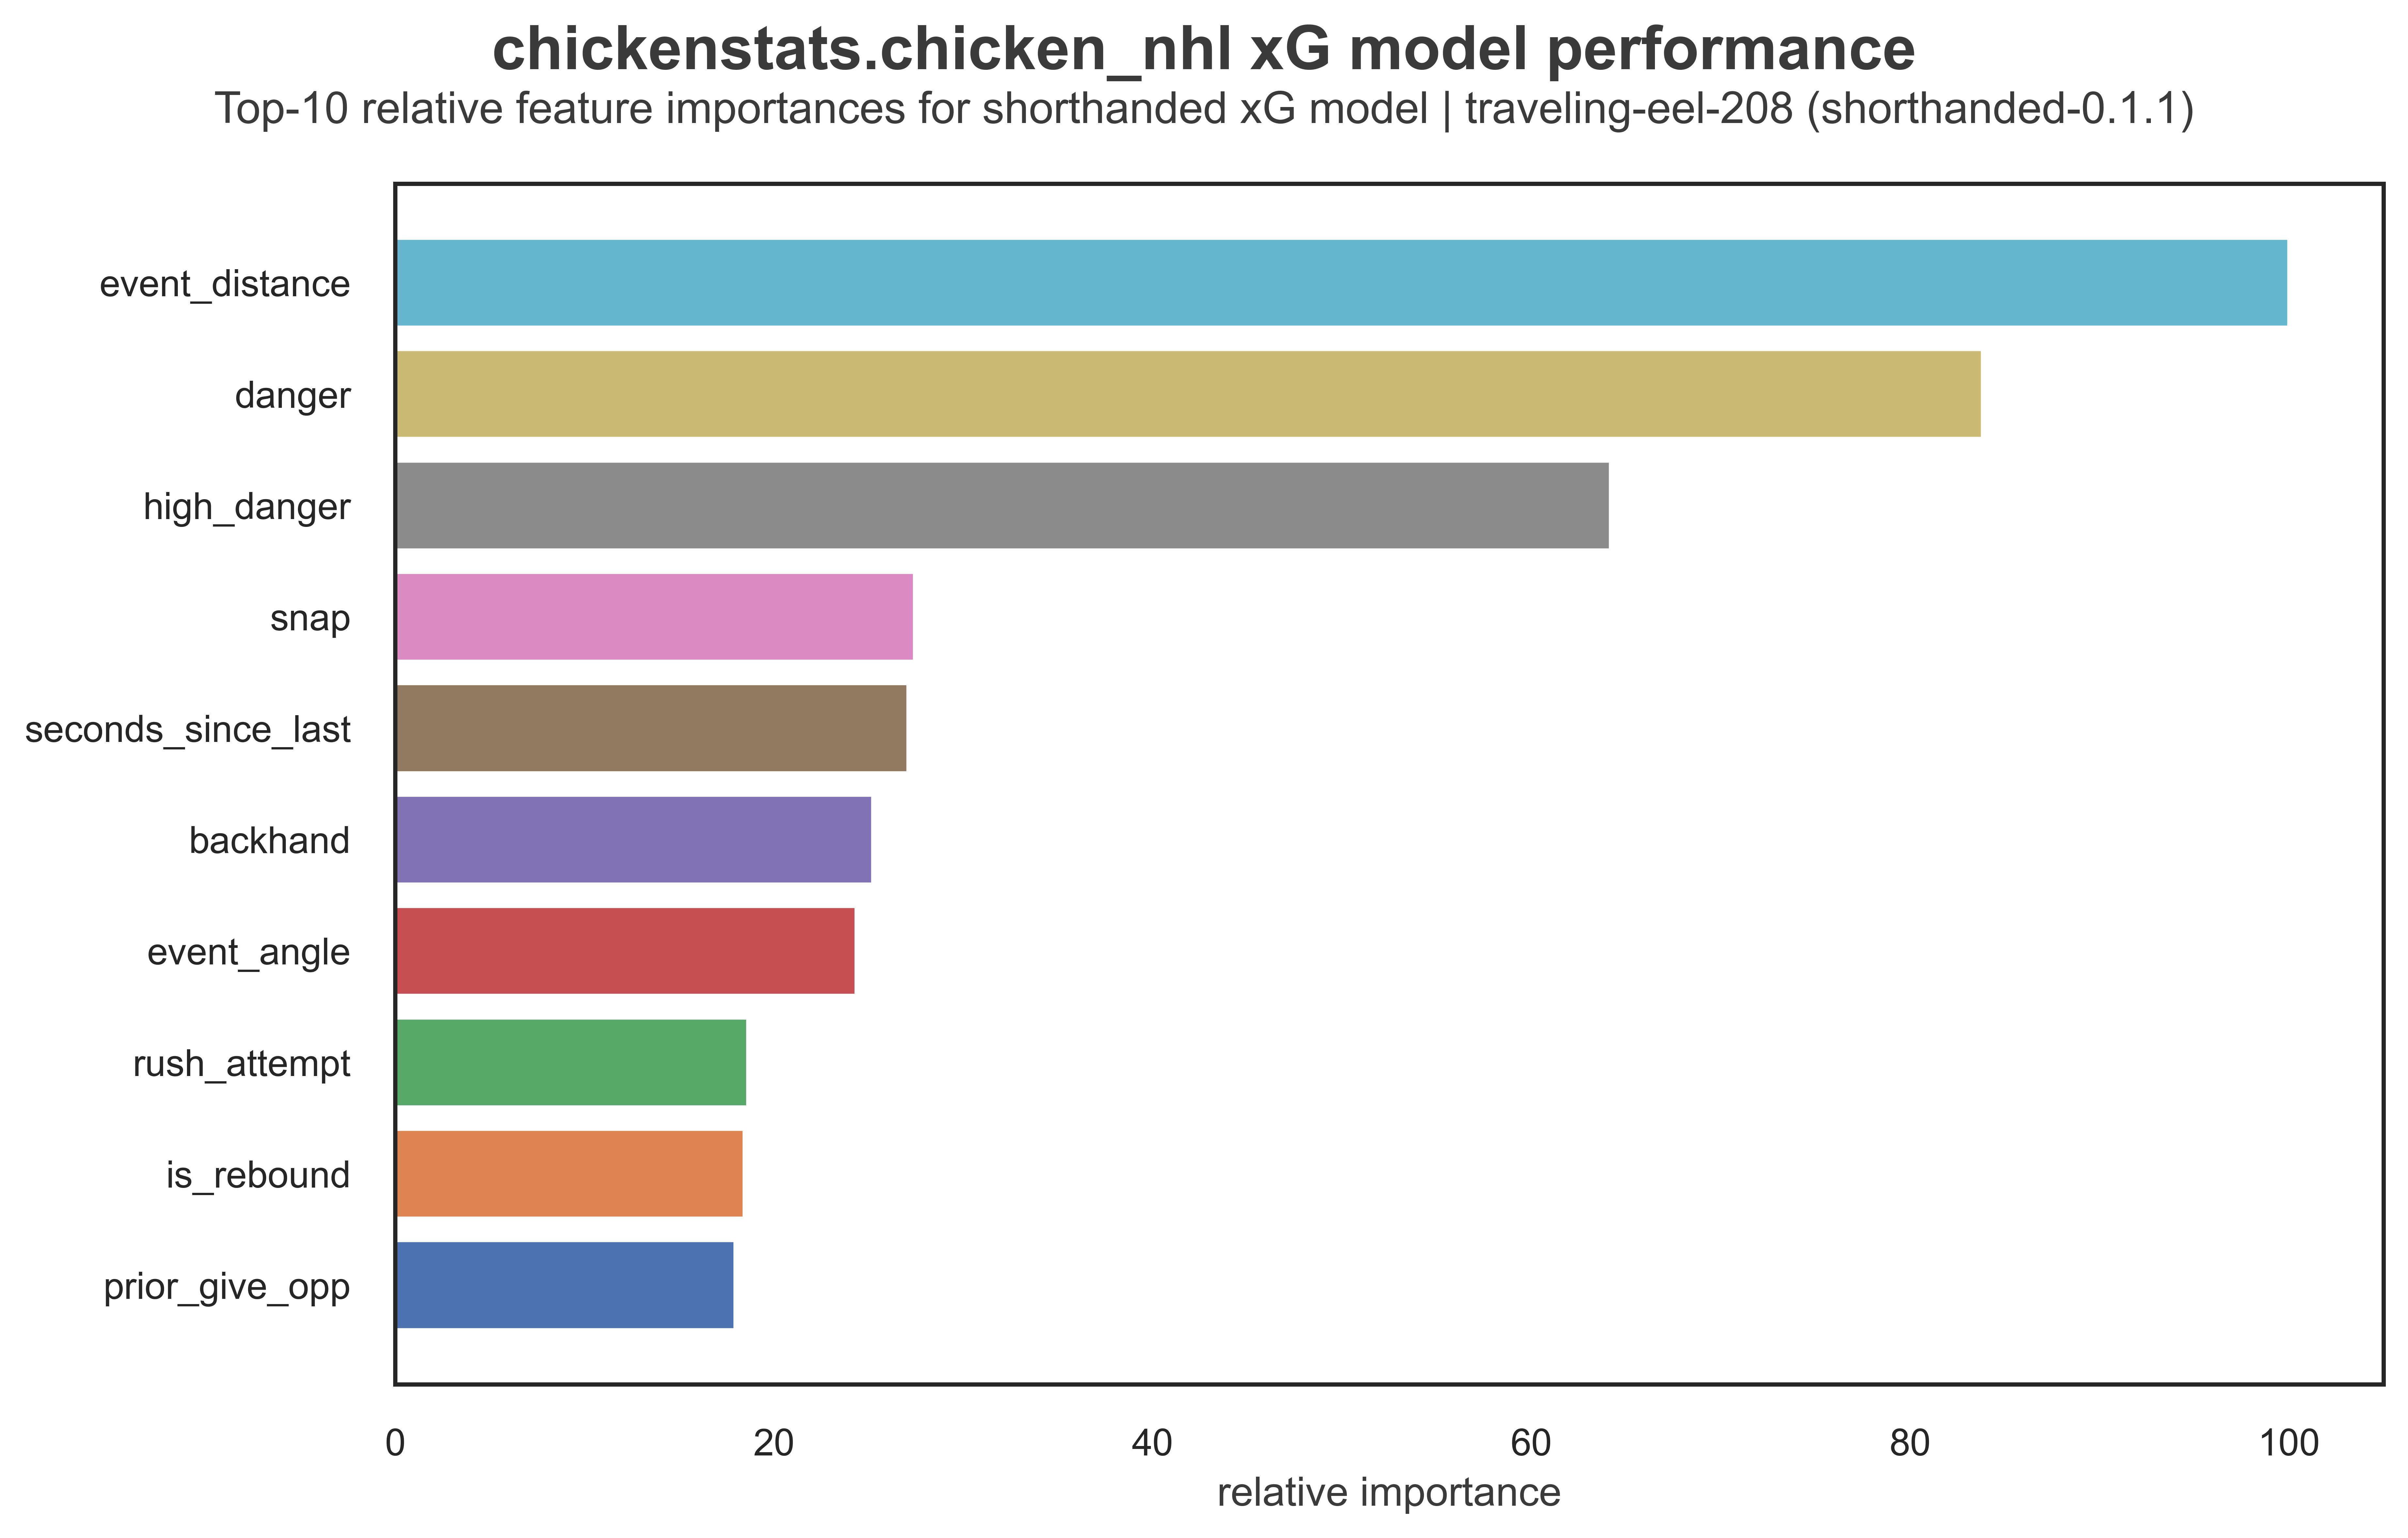 chickenstats.chicken_nhl xG model performance
Top-10 relative feature importances for shorthanded xG model | traveling-eel-208 (shorthanded-0.1.1)
event_distance
danger
high_danger
snap
seconds_since_last
backhand
event_angle
rush_attempt
is_rebound
prior_give_opp
0 20 40 60 80 100
relative importance